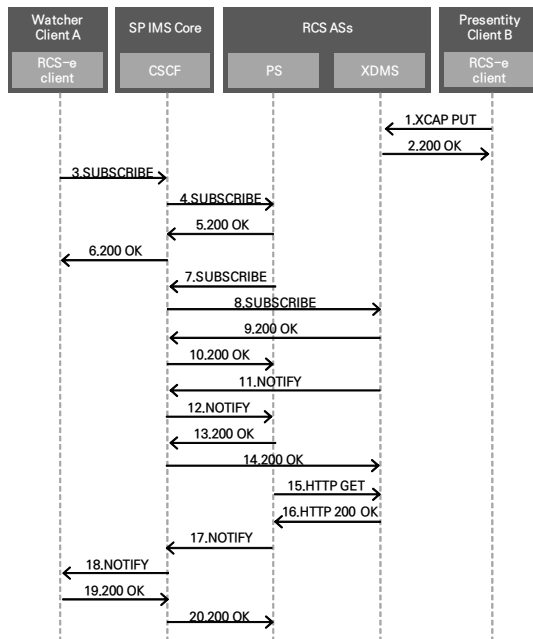 Watcher
Client A
SP IMS Core
RCS ASs
Presentity
Client B
RCS-e
client
CSCF
PS
XDMS
RCS-e
client
1.XCAP PUT
2.200 OK
3.SUBSCRIBE
4.SUBSCRIBE
5.200 OK
6.200 OK
7.SUBSCRIBE
8.SUBSCRIBE
9.200 OK
10.200 OK
11.NOTIFY
12.NOTIFY
13.200 OK
14.200 OK
15.HTTP GET
16.HTTP 200 OK
17.NOTIFY
18.NOTIFY
19.200 OK
20.200 OK